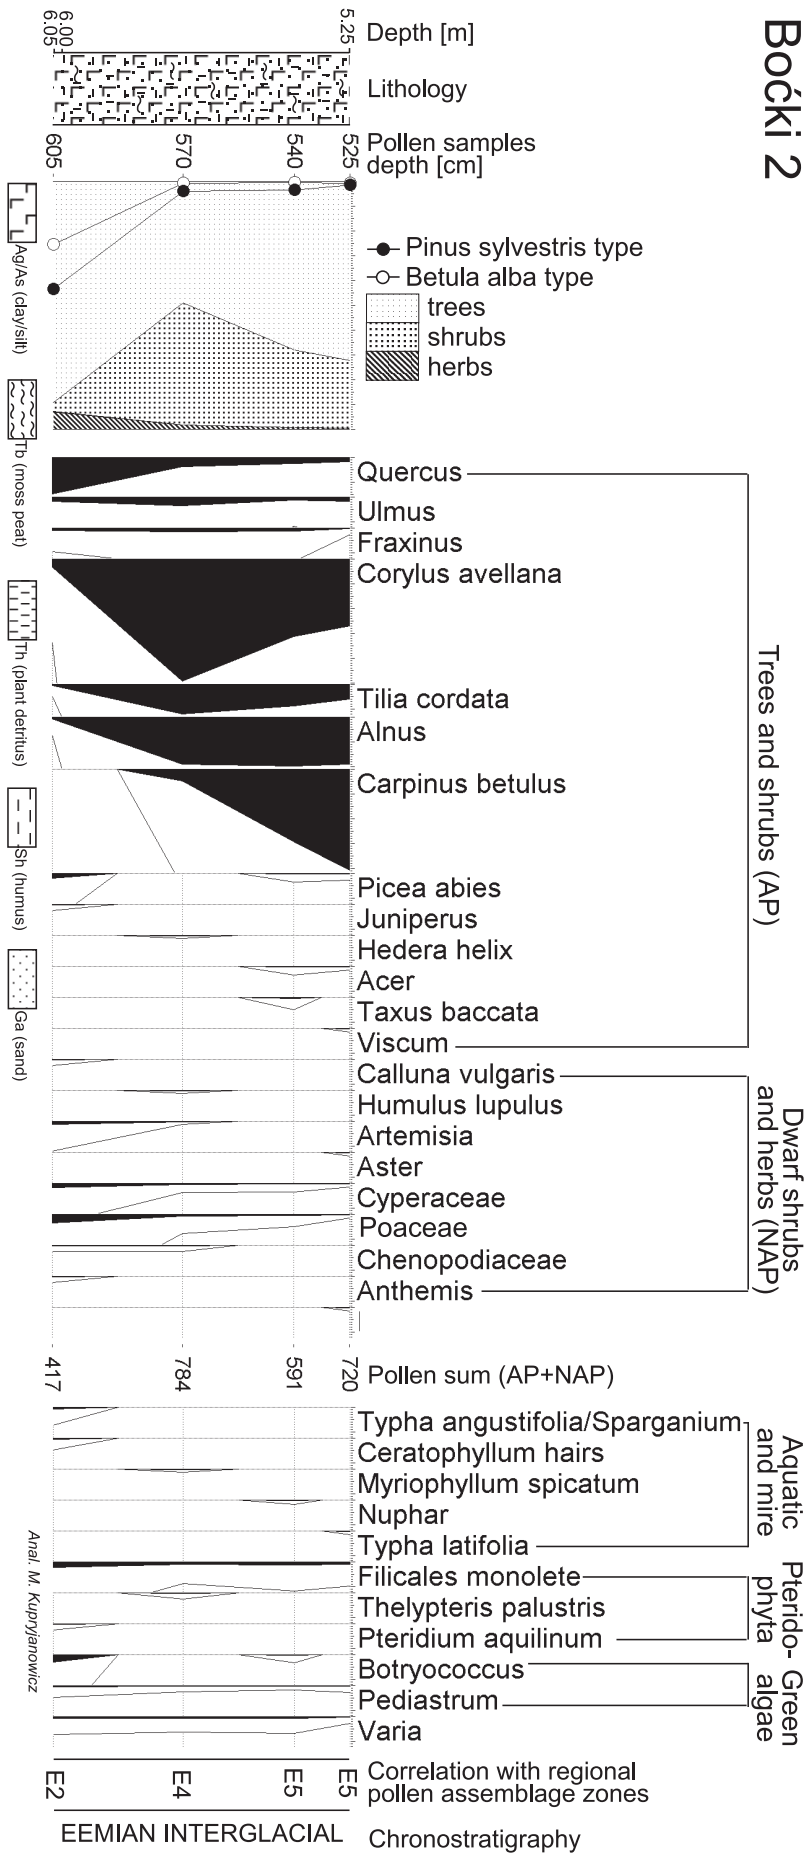 Boćki 2
Depth [m]
5.25
6.00
6.05
Lithology
Pollen samples
depth [cm]
525
540
570
605
Pinus sylvestris type
Betula alba type
trees
shrubs
herbs
Quercus
Ulmus
Fraxinus
Corylus avellana
Tilia cordata
Alnus
Carpinus betulus
Picea abies
Juniperus
Hedera helix
Acer
Taxus baccata
Viscum
Trees and shrubs (AP)
Calluna vulgaris
Humulus lupulus
Artemisia
Aster
Cyperaceae
Poaceae
Chenopodiaceae
Anthemis
Dwarf shrubs
and herbs (NAP)
Pollen sum (AP+NAP)
720
591
784
417
Typha angustifolia/Sparganium
Ceratophyllum hairs
Myriophyllum spicatum
Nuphar
Typha latifolia
Aquatic
and mire
Filicales monolete
Thelypteris palustris
Pteridium aquilinum
Pterido-
phyta
Botryococcus
Pediastrum
Green
algae
Varia
Correlation with regional
pollen assemblage zones
E5
E5
E4
E2
Chronostratigraphy
EEMIAN INTERGLACIAL
Ag/As (clay/silt)
Tb (moss peat)
Th (plant detritus)
Sh (humus)
Ga (sand)
Anal. M. Kupryjanowicz